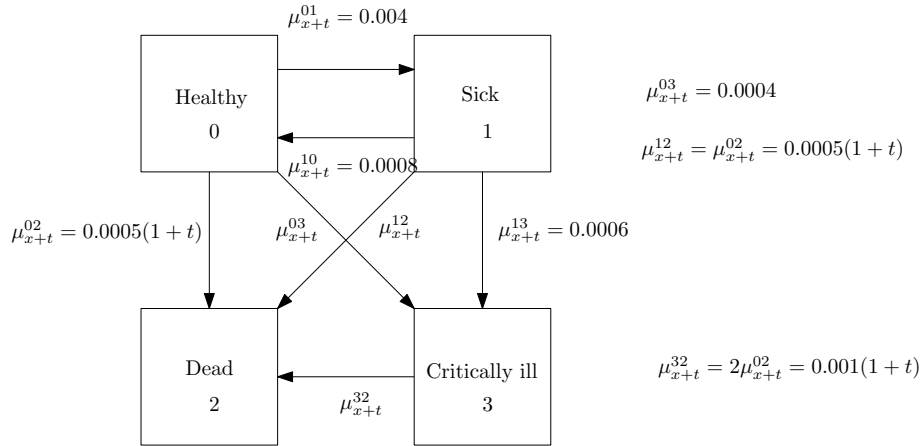 μ^{01}_{x+t} = 0.004
Healthy
0
Sick
1
μ^{03}_{x+t} = 0.0004
μ^{12}_{x+t} = μ^{02}_{x+t} = 0.0005(1 + t)
μ^{10}_{x+t} = 0.0008
μ^{02}_{x+t} = 0.0005(1 + t)
μ^{03}_{x+t}
μ^{12}_{x+t}
μ^{13}_{x+t} = 0.0006
Dead
2
Critically ill
3
μ^{32}_{x+t}
μ^{32}_{x+t} = 2μ^{02}_{x+t} = 0.001(1 + t)